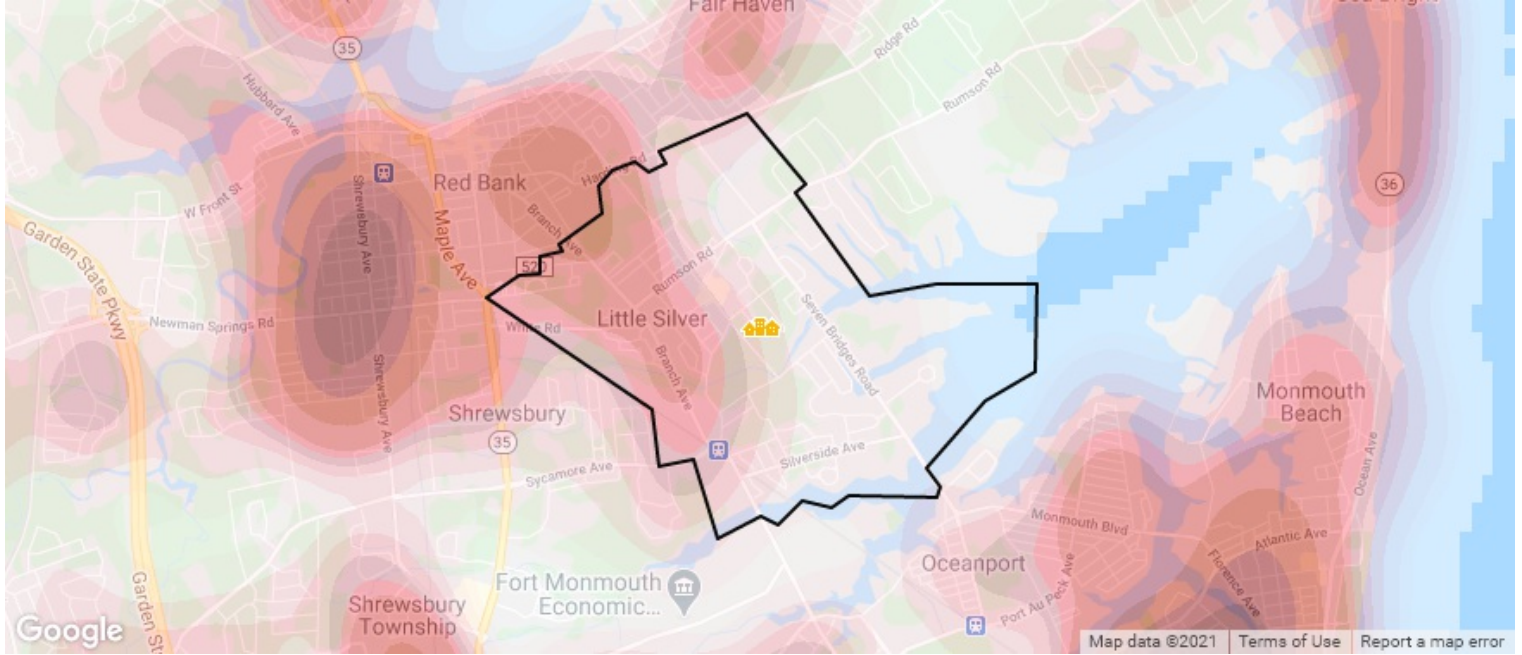 Fair Haven
35
Ridge Rd
Hubbard Ave
Rumson Rd
Harding Rd
Red Bank
36
W Front St
Shrewsbury Ave
Maple Ave
Branch Ave
Garden State Pkwy
520
Rumson Rd
Newman Springs Rd
White Rd
Little Silver
Seven Bridges Road
Shrewsbury Ave
Branch Ave
Shrewsbury
35
Monmouth
Beach
Ocean Ave
Sycamore Ave
Silverside Ave
Monmouth Blvd
Atlantic Ave
Oceanport
Florence Ave
Port Au Peck Ave
Fort Monmouth
Economic...
Shrewsbury
Township
Garden St
Google
Map data ©2021
Terms of Use
Report a map error